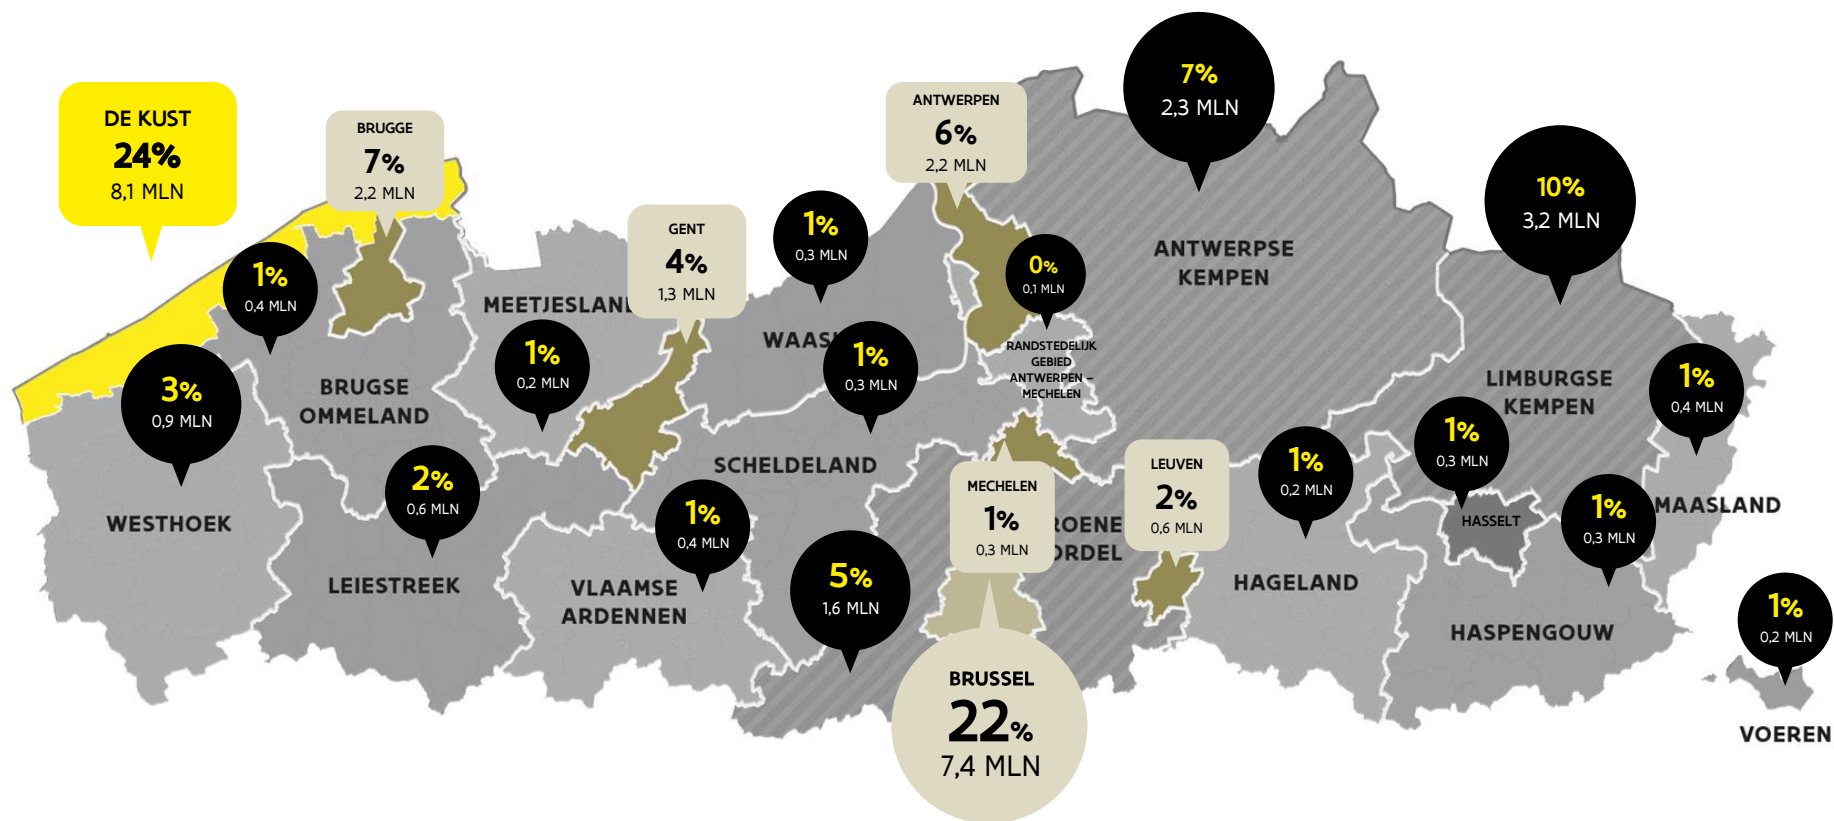 DE KUST
24%
8,1 MLN
BRUGGE
7%
2,2 MLN
ANTWERPEN
6%
2,2 MLN
7%
2,3 MLN
10%
3,2 MLN
GENT
4%
1,3 MLN
1%
0,3 MLN
1%
0,4 MLN
0%
0,1 MLN
ANTWERPSE
KEMPEN
MEETJESLAND
WAAS
1%
0,2 MLN
1%
0,3 MLN
RANDSTEDELIJK
GEBIED
ANTWERPEN –
MECHELEN
3%
0,9 MLN
BRUGSE
OMMELAND
LIMBURGSE
KEMPEN
1%
0,4 MLN
1%
0,3 MLN
SCHELDELAND
2%
0,6 MLN
MECHELEN
1%
0,3 MLN
LEUVEN
2%
0,6 MLN
1%
0,2 MLN
WESTHOEK
1%
0,4 MLN
ROENE
ORDEL
HASSELT
1%
0,3 MLN
MAASLAND
LEIESTREEK
VLAAMSE
ARDENNEN
5%
1,6 MLN
HAGELAND
HASPENGOUW
1%
0,2 MLN
BRUSSEL
22%
7,4 MLN
VOEREN